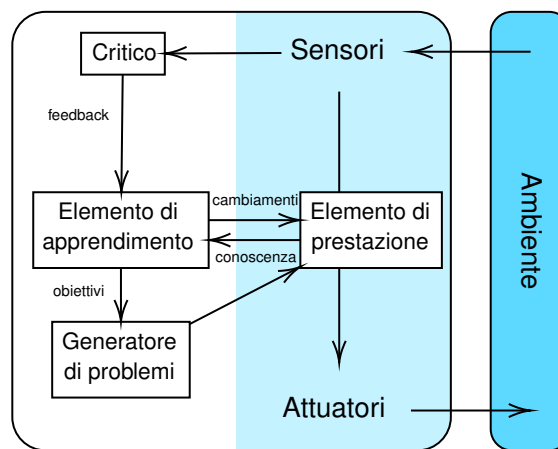 Critico
Sensori
feedback
Elemento di
apprendimento
cambiamenti
conoscenza
Elemento di
prestazione
obiettivi
Generatore
di problemi
Attuatori
Ambiente